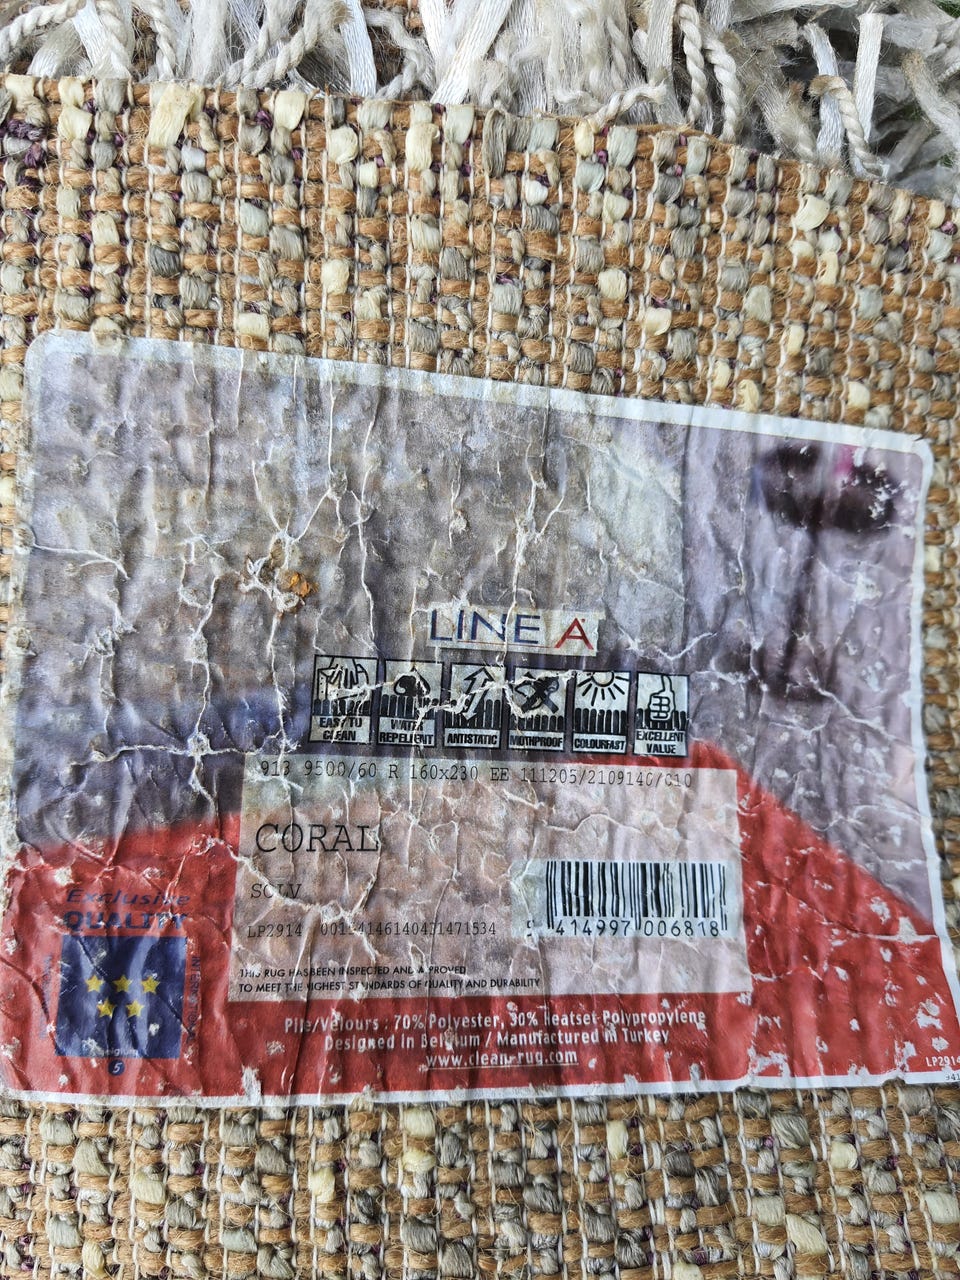 LINE A
EASY TO CLEAN
WATER REPELLENT
ANTISTATIC
MOTHPROOF
COLOURFAST
EXCELLENT VALUE
913 9500/60 R 160x230 EE 111205/2109140/C10
CORAL
LP2914
414997 006818
Exclusive
QUALITY
Belgium
5
THIS RUG HAS BEEN INSPECTED AND APPROVED
TO MEET THE HIGHEST STANDARDS OF QUALITY AND DURABILITY
Pile/Velours : 70% Polyester, 30% Heatset Polypropylene
Designed in Belgium / Manufactured in Turkey
www.clean-rug.com
LP2914